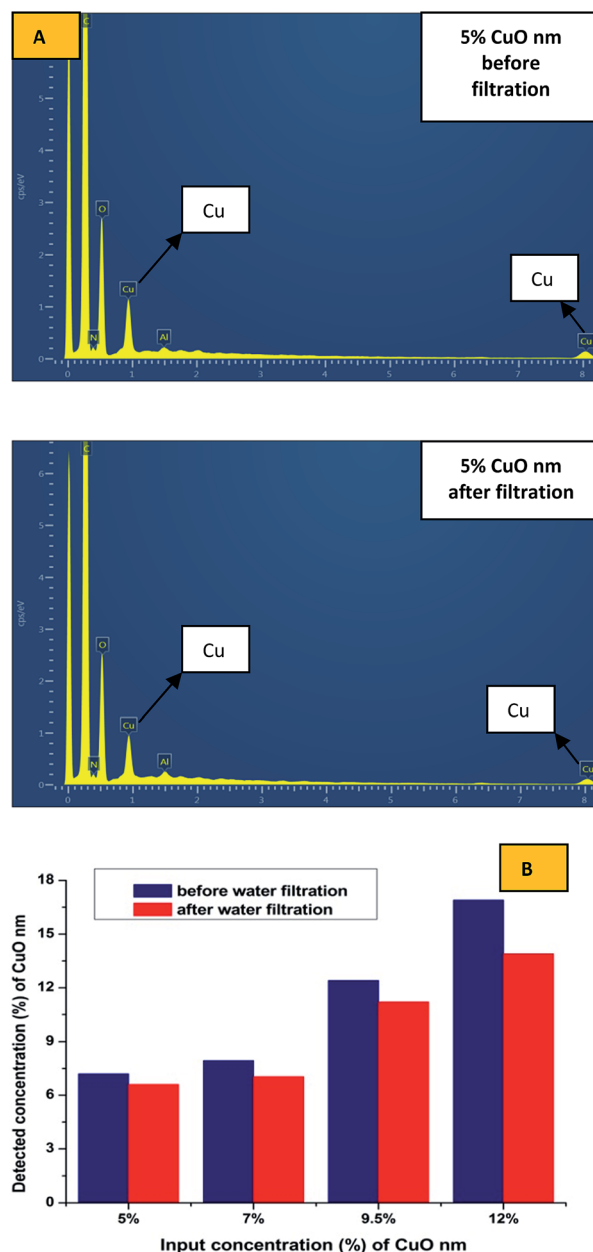 A
5% CuO nm
before
filtration
C
5
4
cps/eV
3
O
Cu
2
Cu
Cu
1
N
Al
Cu
0
0 1 2 3 4 5 6 7 8
5% CuO nm
after filtration
C
6
5
4
cps/eV
3
O
Cu
2
Cu
Cu
1
N
Al
Cu
0
0 1 2 3 4 5 6 7 8
B
18
before water filtration
after water filtration
15
12
9
6
3
0
Detected concentration (%) of CuO nm
5% 7% 9.5% 12%
Input concentration (%) of CuO nm